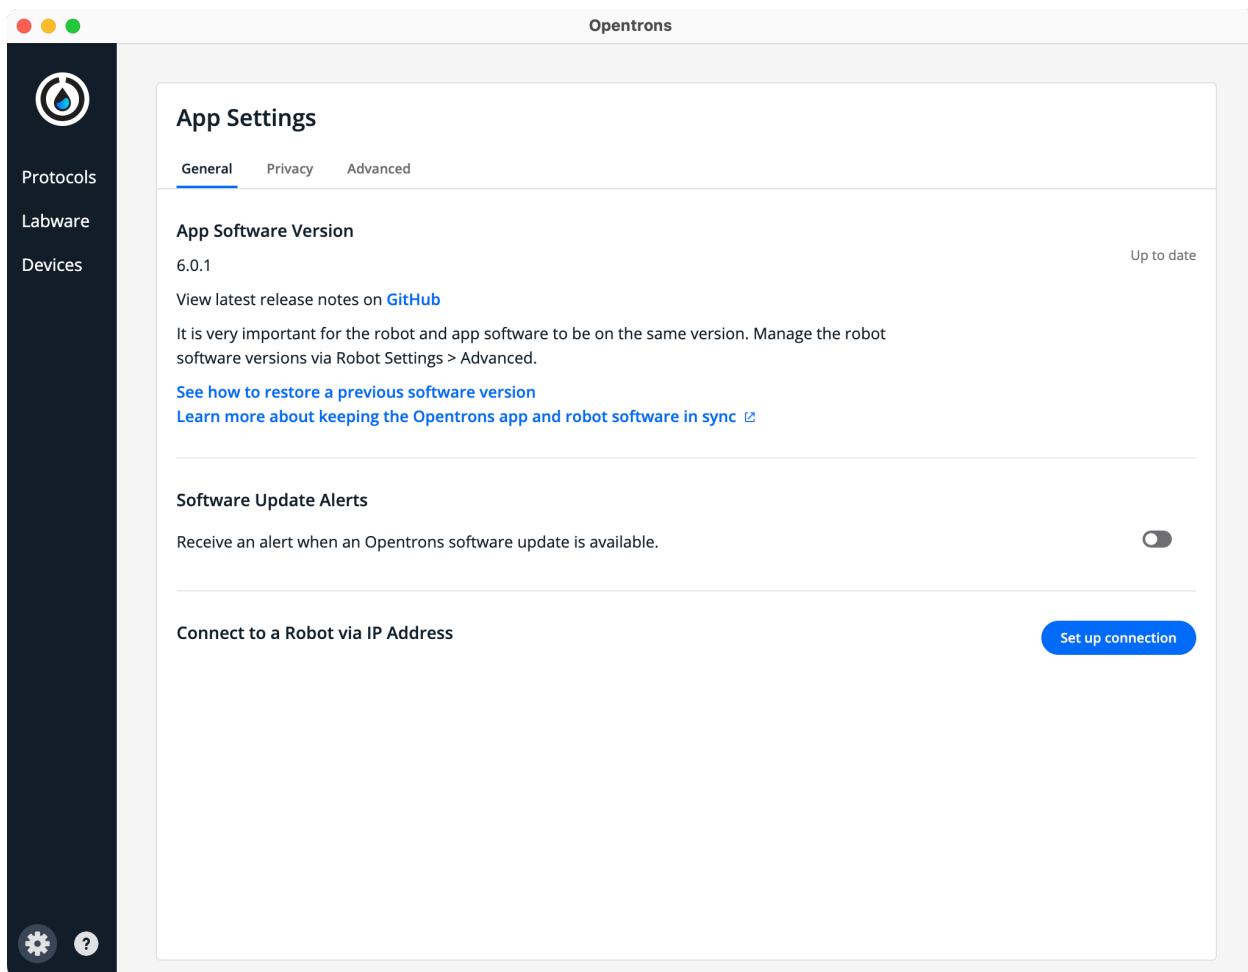 Opentrons
Protocols
Labware
Devices
?
App Settings
General Privacy Advanced
App Software Version
6.0.1
Up to date
View latest release notes on GitHub
It is very important for the robot and app software to be on the same version. Manage the robot
software versions via Robot Settings > Advanced.
See how to restore a previous software version
Learn more about keeping the Opentrons app and robot software in sync
Software Update Alerts
Receive an alert when an Opentrons software update is available.
Connect to a Robot via IP Address
Set up connection